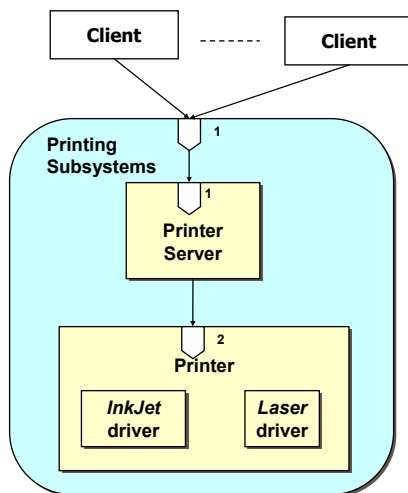 Client
Client
1
Printing
Subsystems
1
Printer
Server
2
Printer
InkJet
driver
Laser
driver